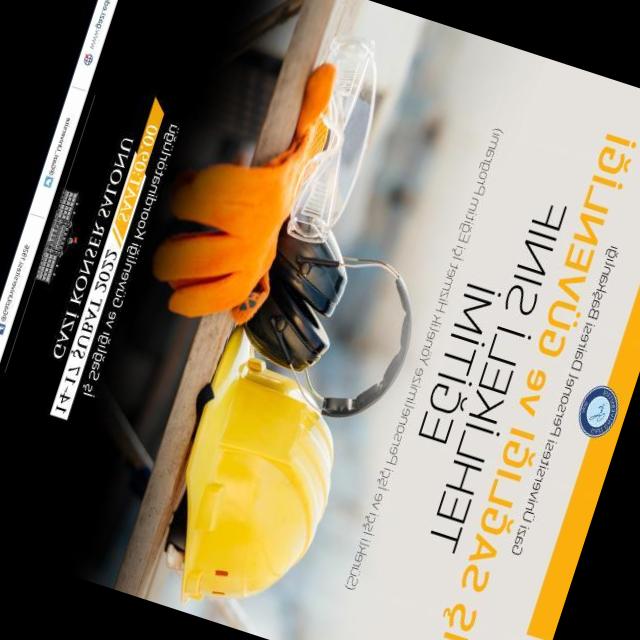 Gazi Üniversitesi Personel Dairesi Başkanlığı
İŞ SAĞLIĞI ve GÜVENLİĞİ
TEHLİKELİ SINIF
EĞİTİMİ
(Sürekli İşçi ve İşçi Personelimize Yönelik Hizmet İçi Eğitim Programı)
İş Sağlığı ve Güvenliği Koordinatörlüğü
14-17 ŞUBAT 2022 / SAAT: 09.00
GAZİ KONSER SALONU